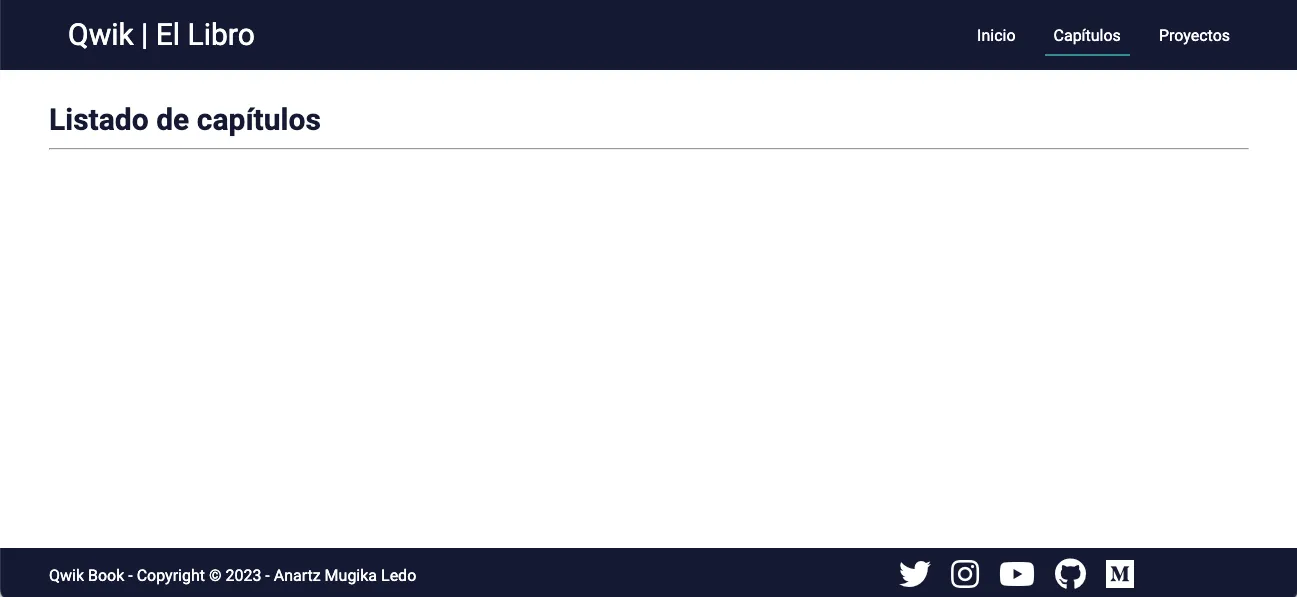 Qwik | El Libro
Inicio Capítulos Proyectos
Listado de capítulos
Qwik Book - Copyright © 2023 - Anartz Mugika Ledo
M